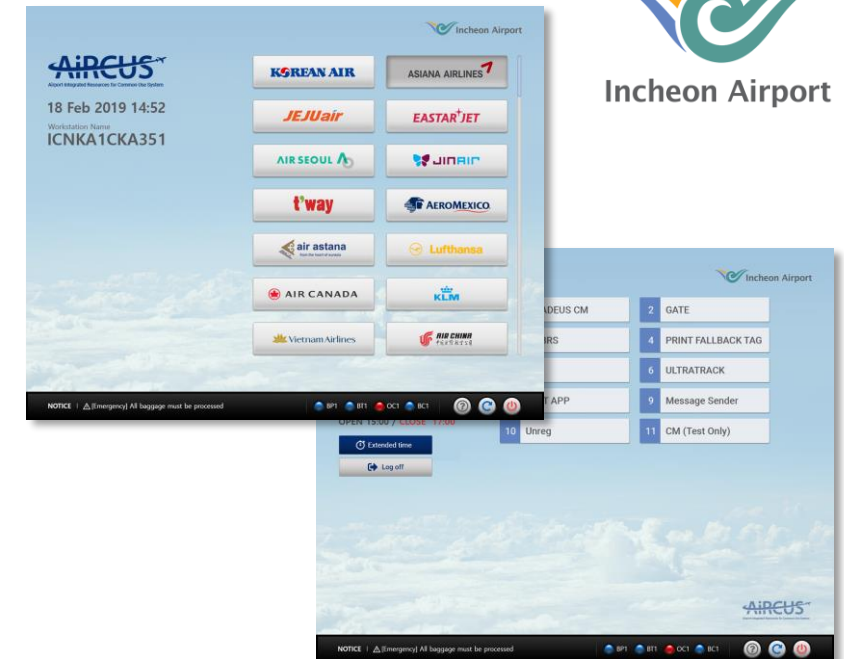 Incheon Airport
Incheon Airport
AiRCUS
Airport Integrated Resources for Common Use System
18 Feb 2019 14:52
Workstation Name
ICNKA1CKA351
KOREAN AIR
ASIANA AIRLINES
JEJUair
EASTAR JET
AIR SEOUL
JINAIR
t'way
AEROMEXICO
air astana
Lufthansa
AIR CANADA
KLM
Vietnam Airlines
AIR CHINA
NOTICE | [Emergency] All baggage must be processed
BP1 BT1 OC1 BC1
Incheon Airport
ADEUS CM
2 GATE
4 PRINT FALLBACK TAG
6 ULTRATRACK
T APP
9 Message Sender
OPEN 15:00 / CLOSE 17:00
10 Unreg
11 CM (Test Only)
Extended time
Log off
AiRCUS
NOTICE | [Emergency] All baggage must be processed
BP1 BT1 OC1 BC1